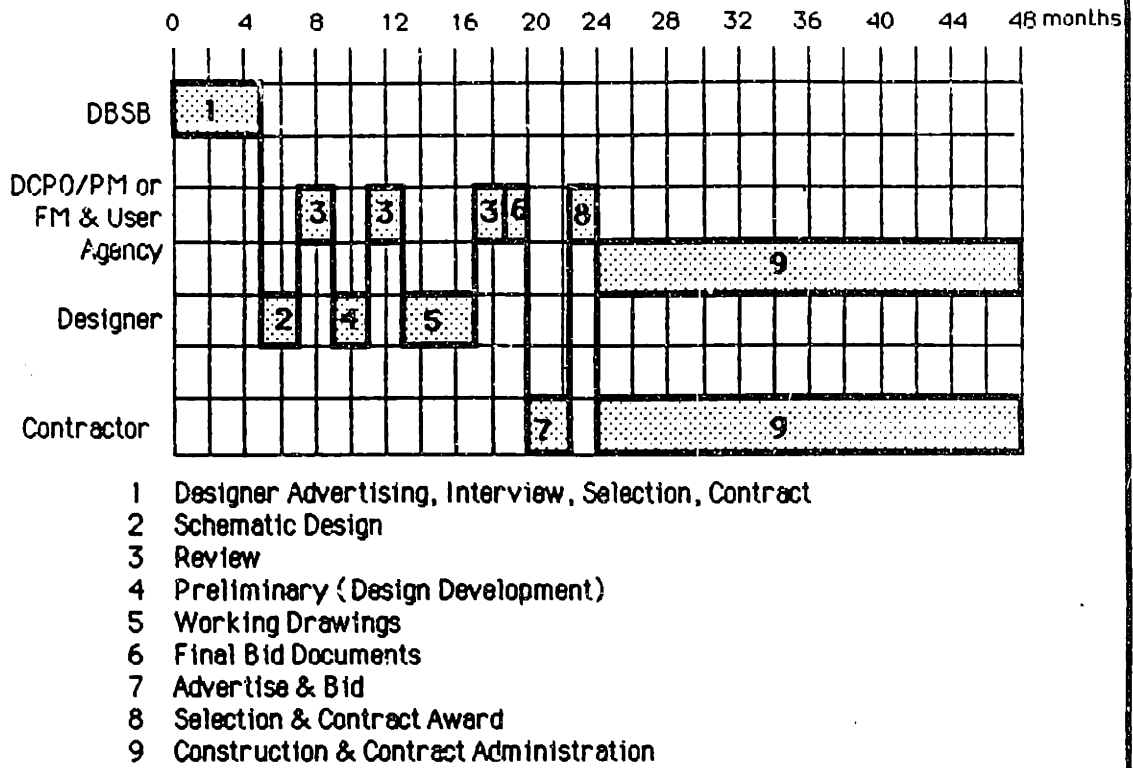 0 4 8 12 16 20 24 28 32 36 40 44 48 months
DBSB
1
DCPO/PM or
FM & User
Agency
3 3 3 6 8
9
Designer
2 4 5
Contractor
7 9
1 Designer Advertising, Interview, Selection, Contract
2 Schematic Design
3 Review
4 Preliminary (Design Development)
5 Working Drawings
6 Final Bid Documents
7 Advertise & Bid
8 Selection & Contract Award
9 Construction & Contract Administration